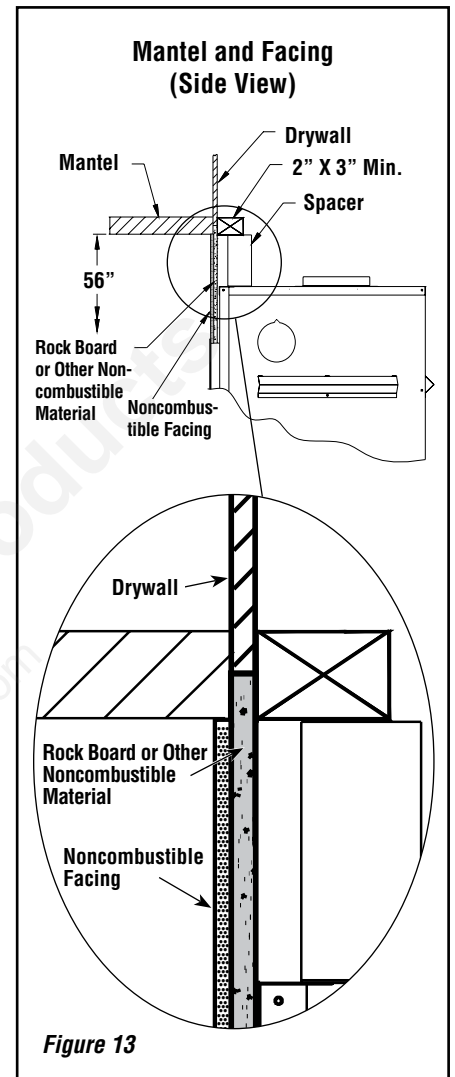 Mantel and Facing
(Side View)
Drywall
Mantel
2” X 3” Min.
Spacer
56”
Rock Board
or Other Non-
combustible
Material
Noncombus-
tible Facing
Drywall
Rock Board or Other
Noncombustible
Material
Noncombustible
Facing
Figure 13